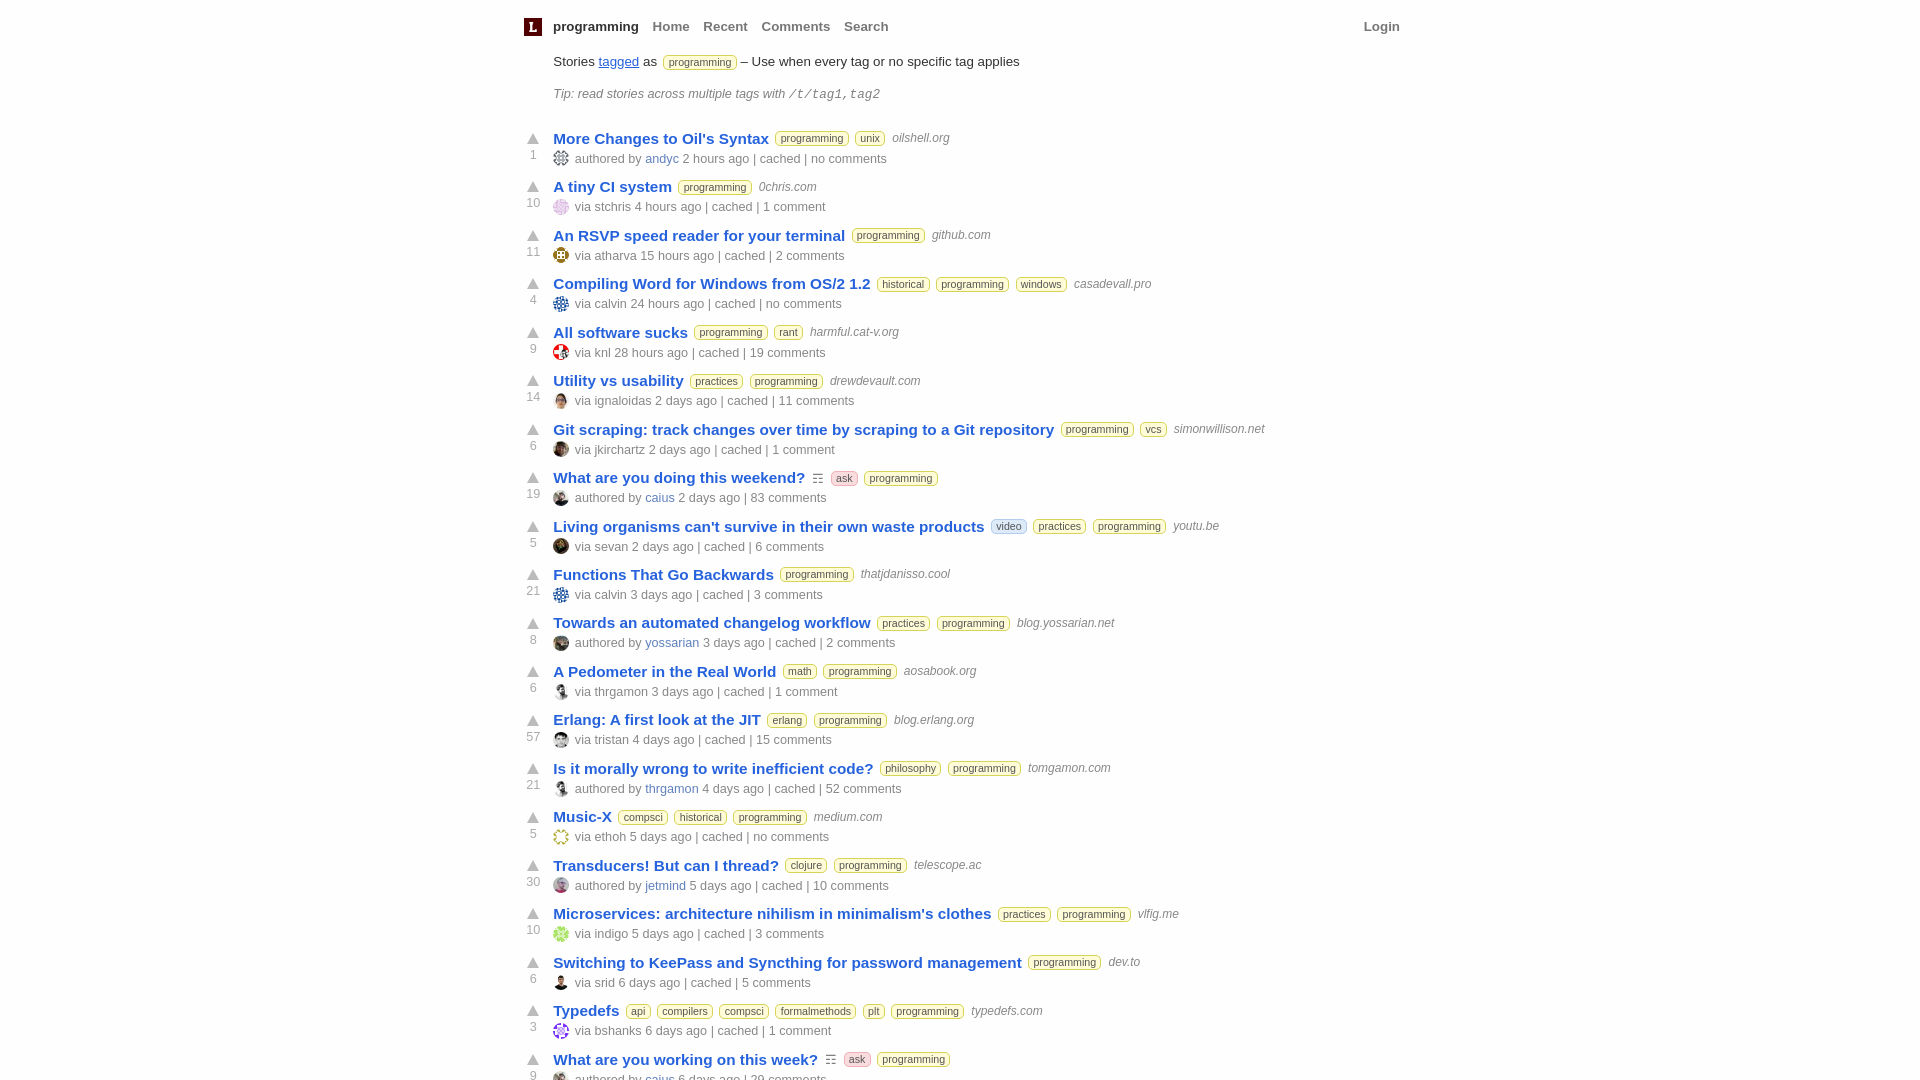 L programming Home Recent Comments Search Login
Stories tagged as programming – Use when every tag or no specific tag applies
Tip: read stories across multiple tags with /t/tag1,tag2
More Changes to Oil's Syntax programming unix oilshell.org
1 authored by andyc 2 hours ago | cached | no comments
A tiny CI system programming 0chris.com
10 via stchris 4 hours ago | cached | 1 comment
An RSVP speed reader for your terminal programming github.com
11 via atharva 15 hours ago | cached | 2 comments
Compiling Word for Windows from OS/2 1.2 historical programming windows casadevall.pro
4 via calvin 24 hours ago | cached | no comments
All software sucks programming rant harmful.cat-v.org
9 via knl 28 hours ago | cached | 19 comments
Utility vs usability practices programming drewdevault.com
14 via ignaloidas 2 days ago | cached | 11 comments
Git scraping: track changes over time by scraping to a Git repository programming vcs simonwillison.net
6 via jkirchartz 2 days ago | cached | 1 comment
What are you doing this weekend? ☶ ask programming
19 authored by caius 2 days ago | 83 comments
Living organisms can't survive in their own waste products video practices programming youtu.be
5 via sevan 2 days ago | cached | 6 comments
Functions That Go Backwards programming thatjdanisso.cool
21 via calvin 3 days ago | cached | 3 comments
Towards an automated changelog workflow practices programming blog.yossarian.net
8 authored by yossarian 3 days ago | cached | 2 comments
A Pedometer in the Real World math programming aosabook.org
6 via thrgamon 3 days ago | cached | 1 comment
Erlang: A first look at the JIT erlang programming blog.erlang.org
57 via tristan 4 days ago | cached | 15 comments
Is it morally wrong to write inefficient code? philosophy programming tomgamon.com
21 authored by thrgamon 4 days ago | cached | 52 comments
Music-X compsci historical programming medium.com
5 via ethoh 5 days ago | cached | no comments
Transducers! But can I thread? clojure programming telescope.ac
30 authored by jetmind 5 days ago | cached | 10 comments
Microservices: architecture nihilism in minimalism's clothes practices programming vlfig.me
10 via indigo 5 days ago | cached | 3 comments
Switching to KeePass and Syncthing for password management programming dev.to
6 via srid 6 days ago | cached | 5 comments
Typedefs api compilers compsci formalmethods plt programming typedefs.com
3 via bshanks 6 days ago | cached | 1 comment
What are you working on this week? ☶ ask programming
9 authored by caius 6 days ago | 29 comments